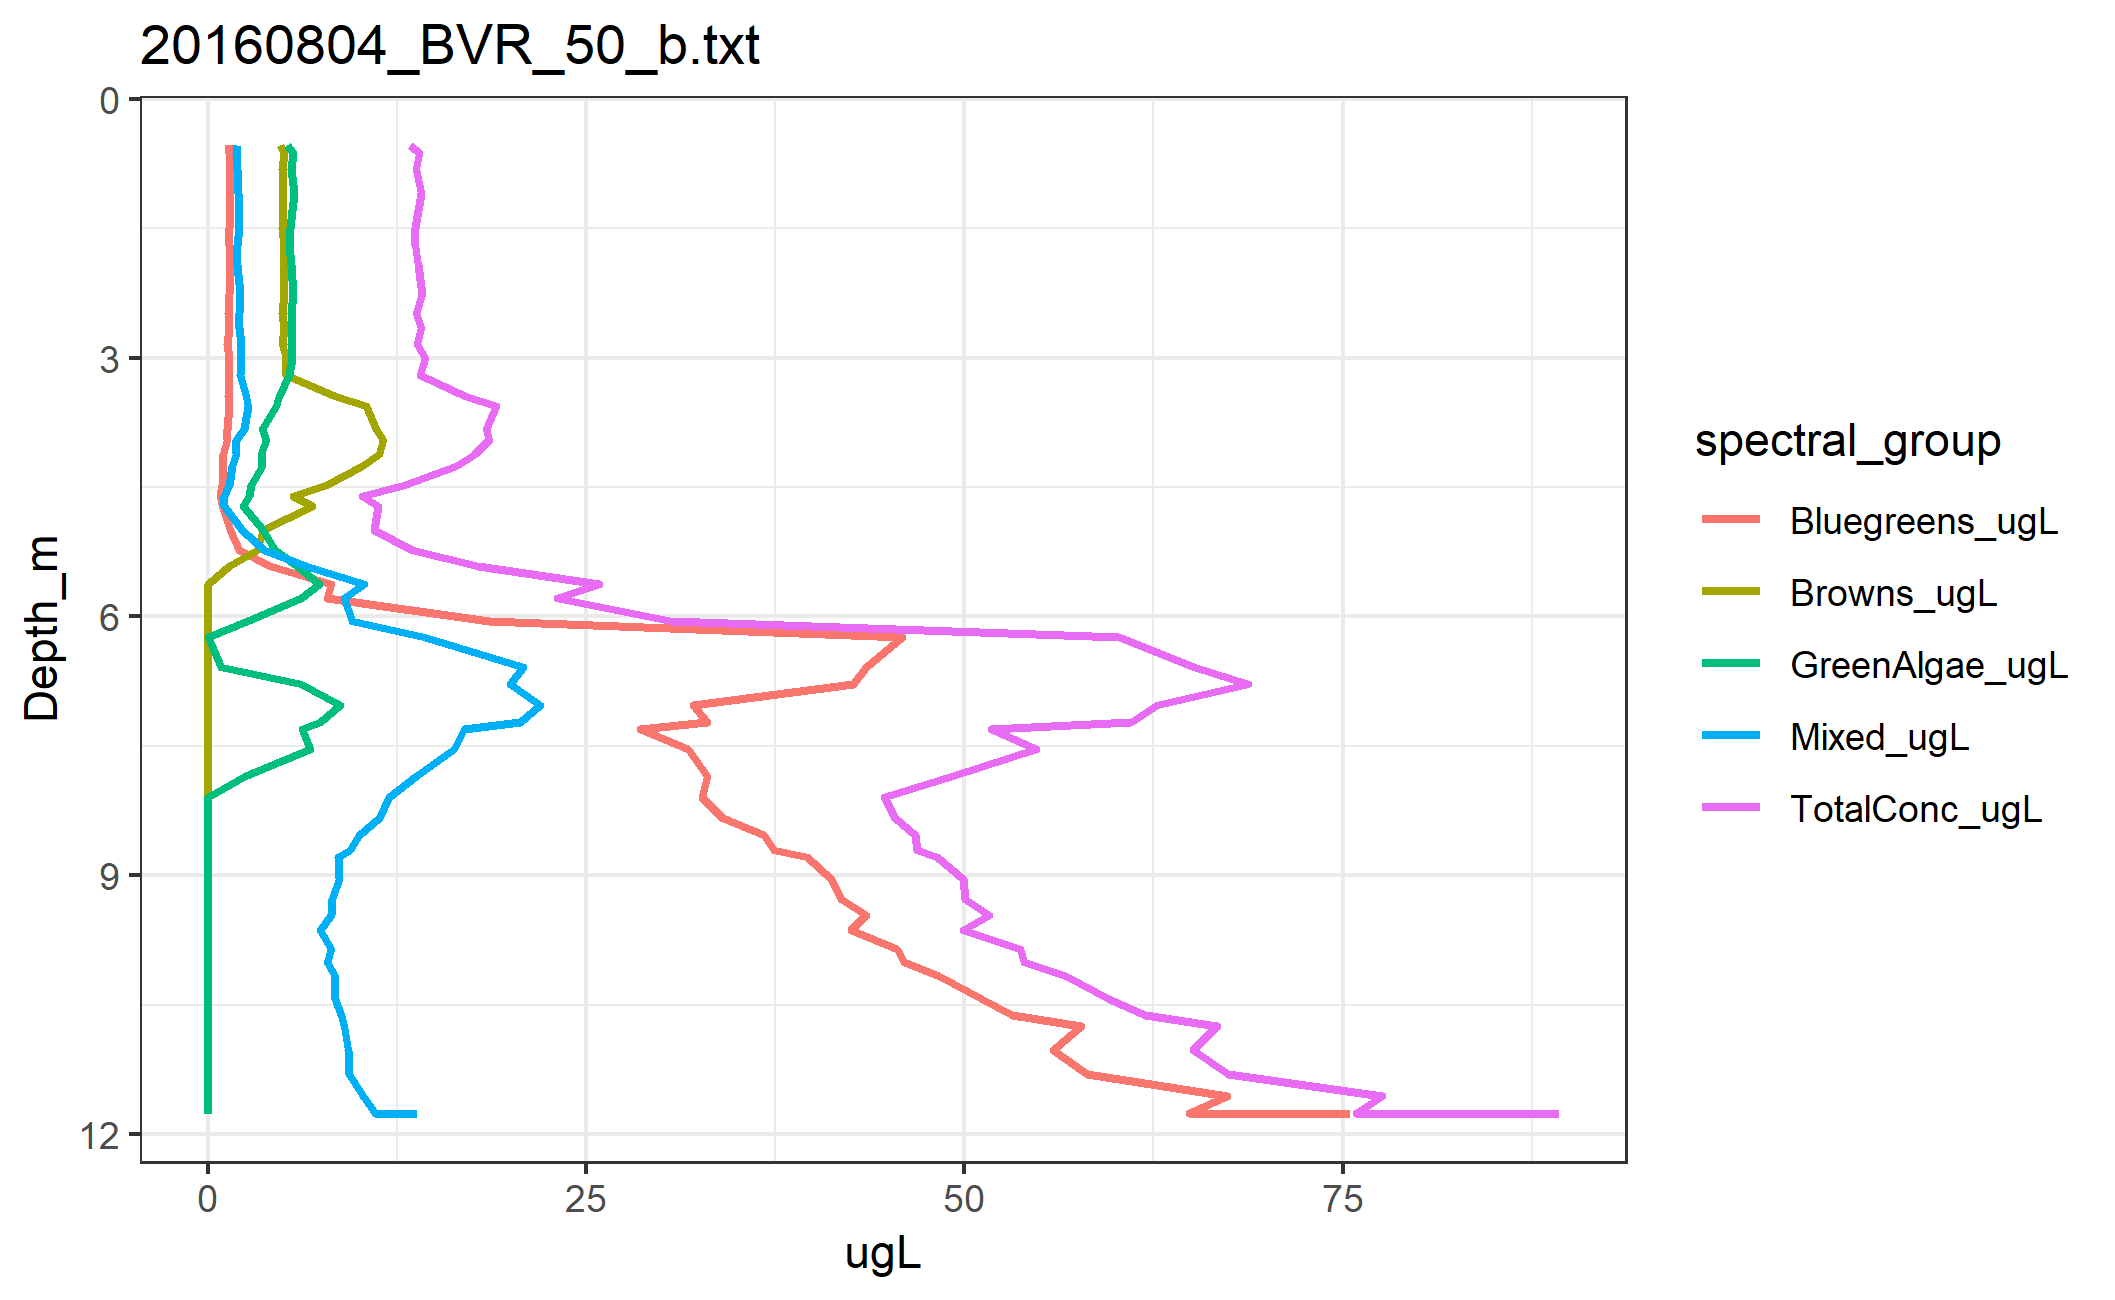 20160804_BVR_50_b.txt
0
3
6
9
12
Depth_m
0 25 50 75
ugL
spectral_group
Bluegreens_ugL
Browns_ugL
GreenAlgae_ugL
Mixed_ugL
TotalConc_ugL